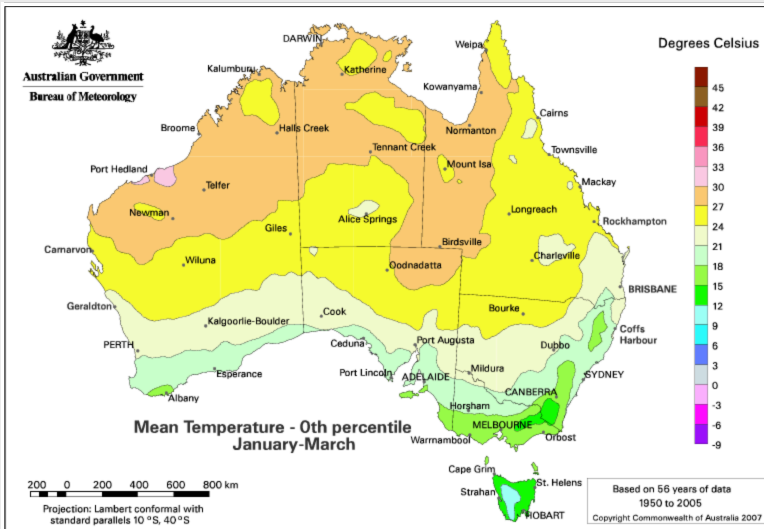 Australian Government
Bureau of Meteorology
DARWIN
Weipa
Degrees Celsius
Kalumburu
Katherine
Kowanyama
45
42
39
36
33
30
27
24
21
18
15
12
9
6
3
0
-3
-6
-9
Broome
Halls Creek
Normanton
Cairns
Tennant Creek
Townsville
Port Hedland
Mount Isa
Telfer
Mackay
Newman
Longreach
Alice Springs
Rockhampton
Giles
Carnarvon
Birdsville
Wiluna
Oodnadatta
Charleville
BRISBANE
Geraldton
Bourke
Cook
Kalgoorlie-Boulder
Coffs
Harbour
PERTH
Ceduna
Port Augusta
Dubbo
Esperance
Port Lincoln
ADELAIDE
Mildura
SYDNEY
Albany
CANBERRA
Horsham
Mean Temperature - 0th percentile
January-March
MELBOURNE
Warrnambool
Orbost
Cape Grim
St. Helens
Strahan
HOBART
200 0 200 400 600 800 km
Projection: Lambert conformal with
standard parallels 10 °S, 40 °S
Based on 56 years of data
1950 to 2005
Copyright Commonwealth of Australia 2007